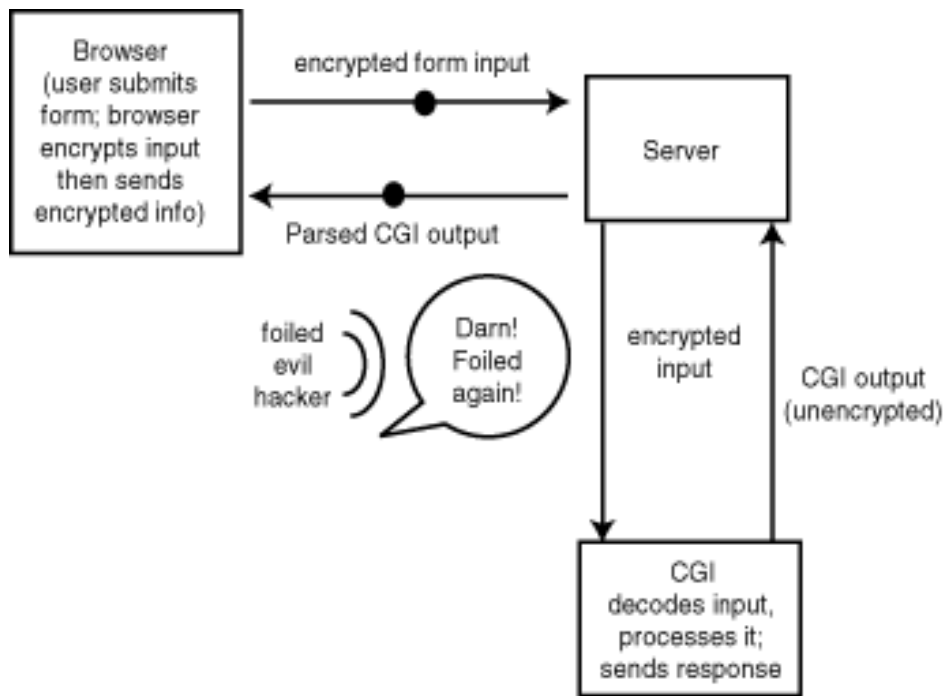 Browser
(user submits
form; browser
encrypts input
then sends
encrypted info)
encrypted form input
Server
Parsed CGI output
foiled
evil
hacker
Darn!
Foiled
again!
encrypted
input
CGI output
(unencrypted)
CGI
decodes input,
processes it;
sends response